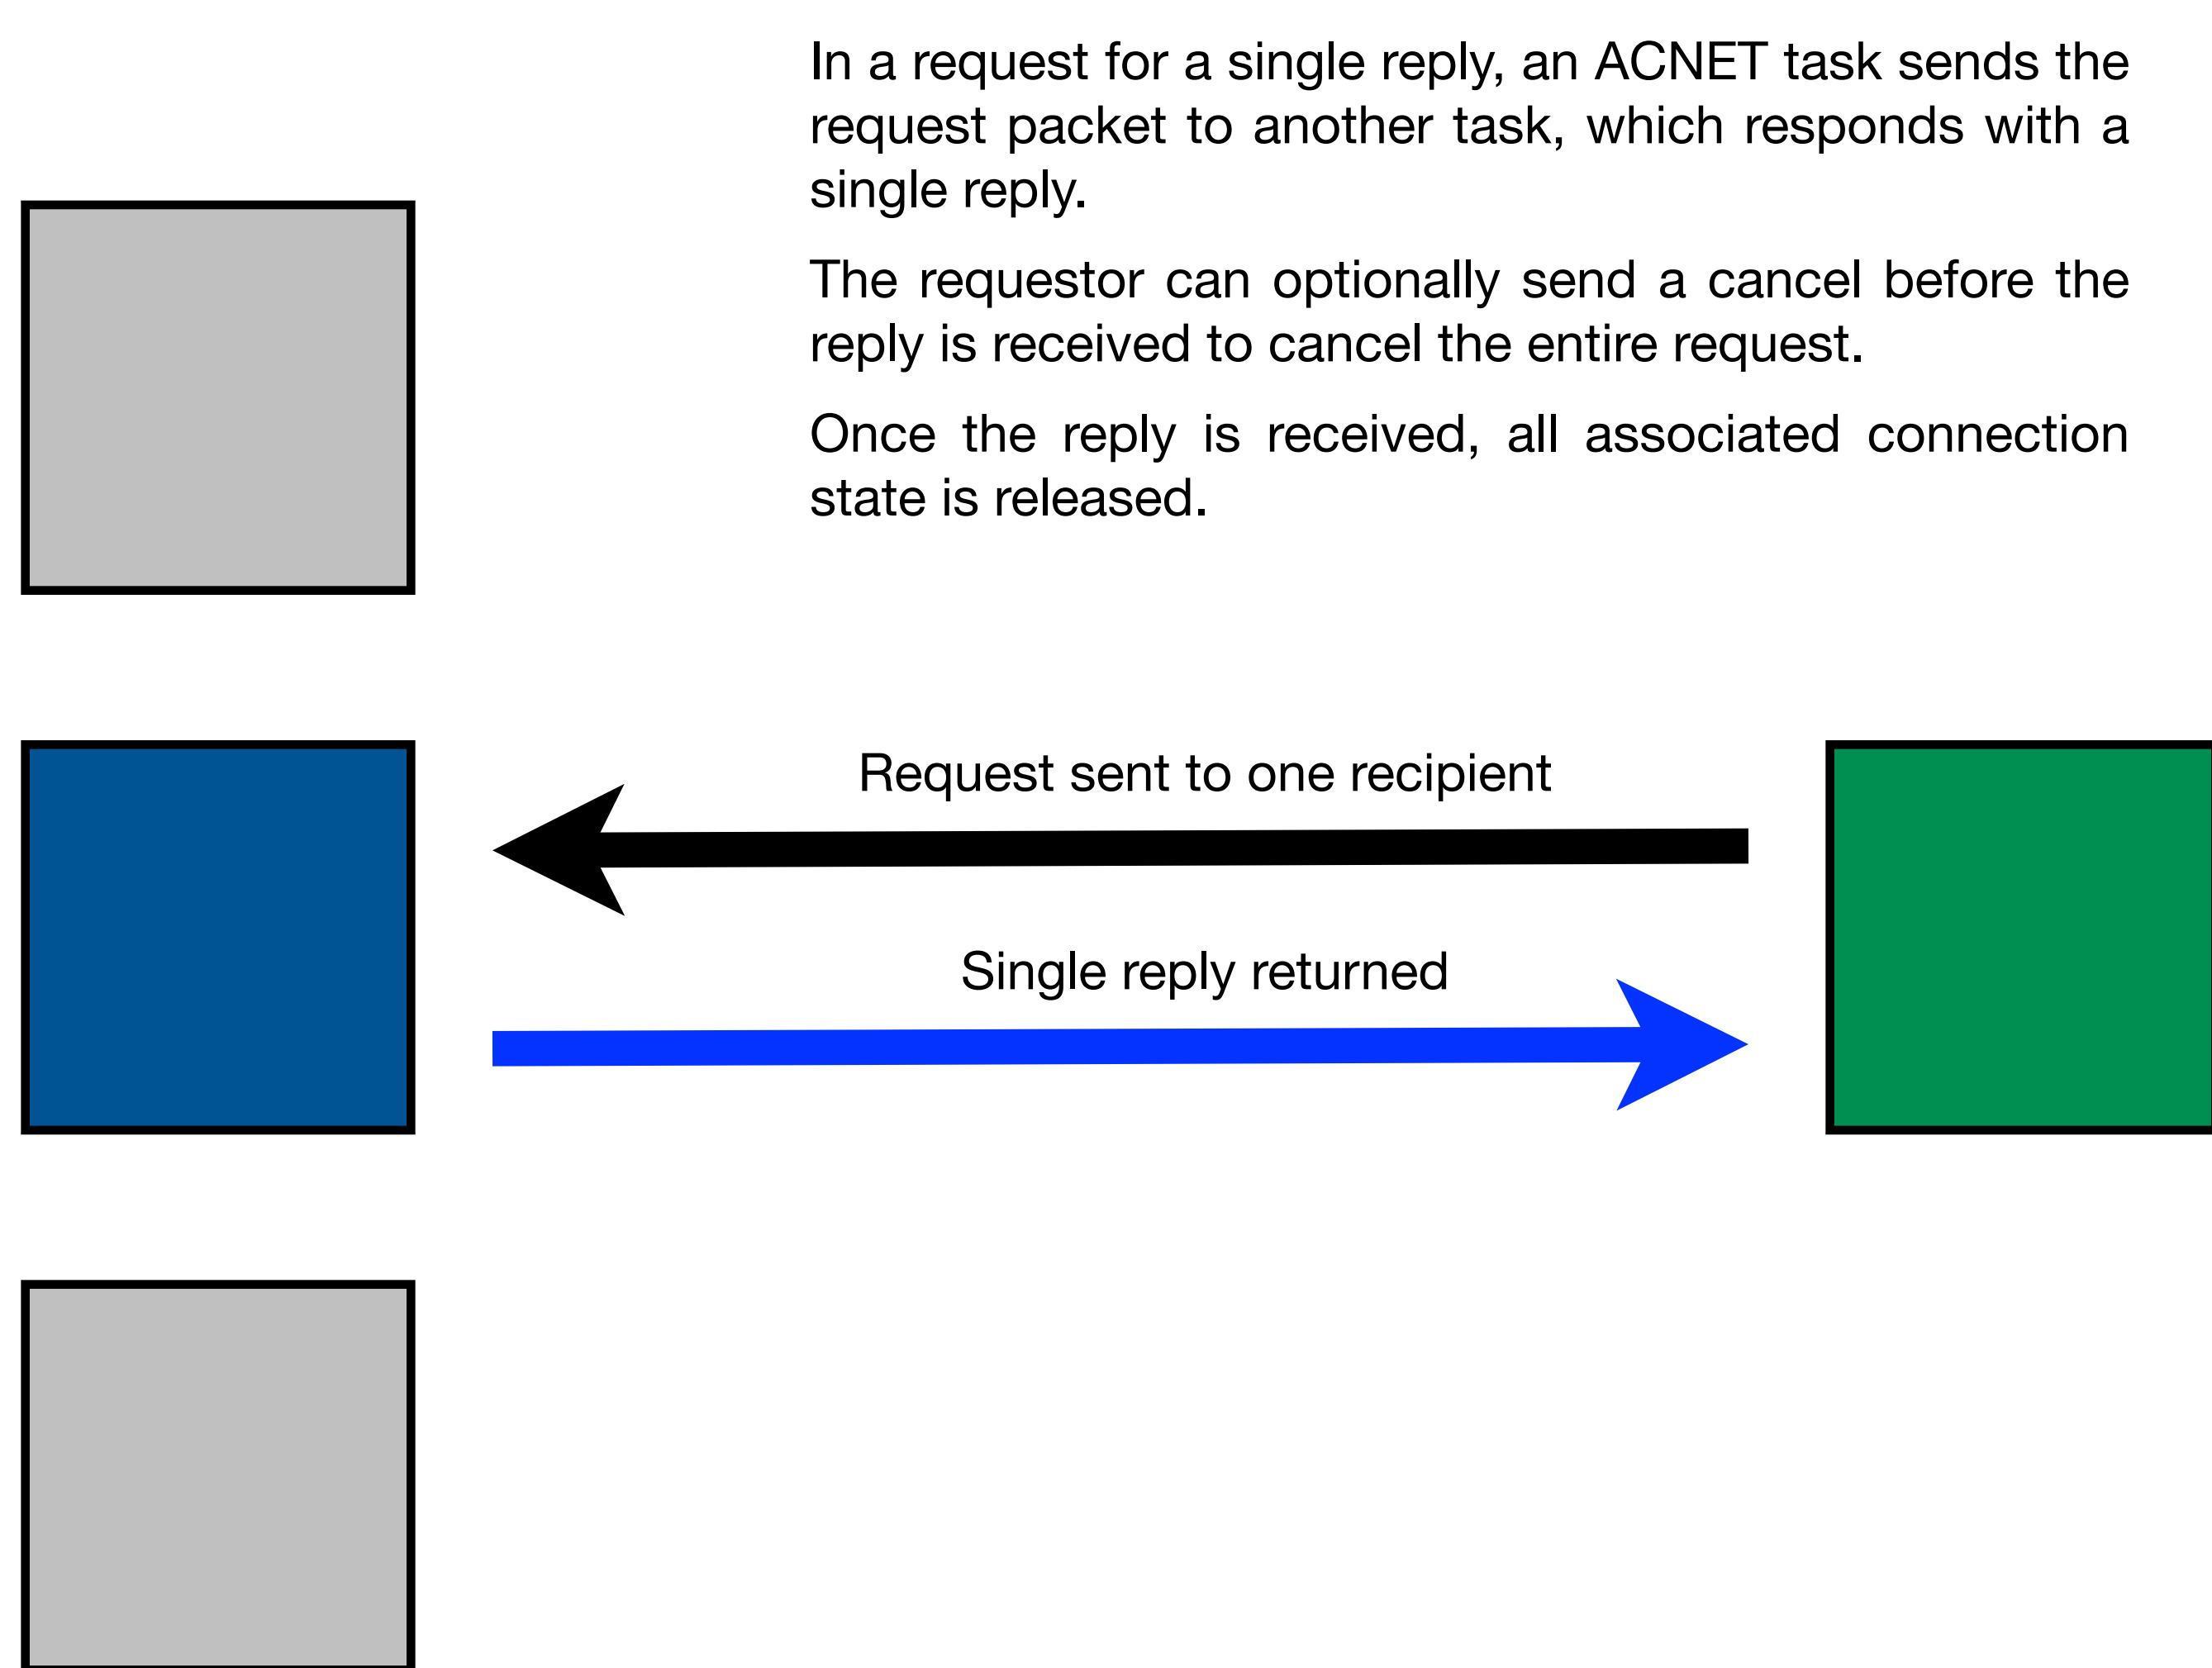 In a request for a single reply, an ACNET task sends the
request packet to another task, which responds with a
single reply.
The requestor can optionally send a cancel before the
reply is received to cancel the entire request.
Once the reply is received, all associated connection
state is released.
Request sent to one recipient
Single reply returned